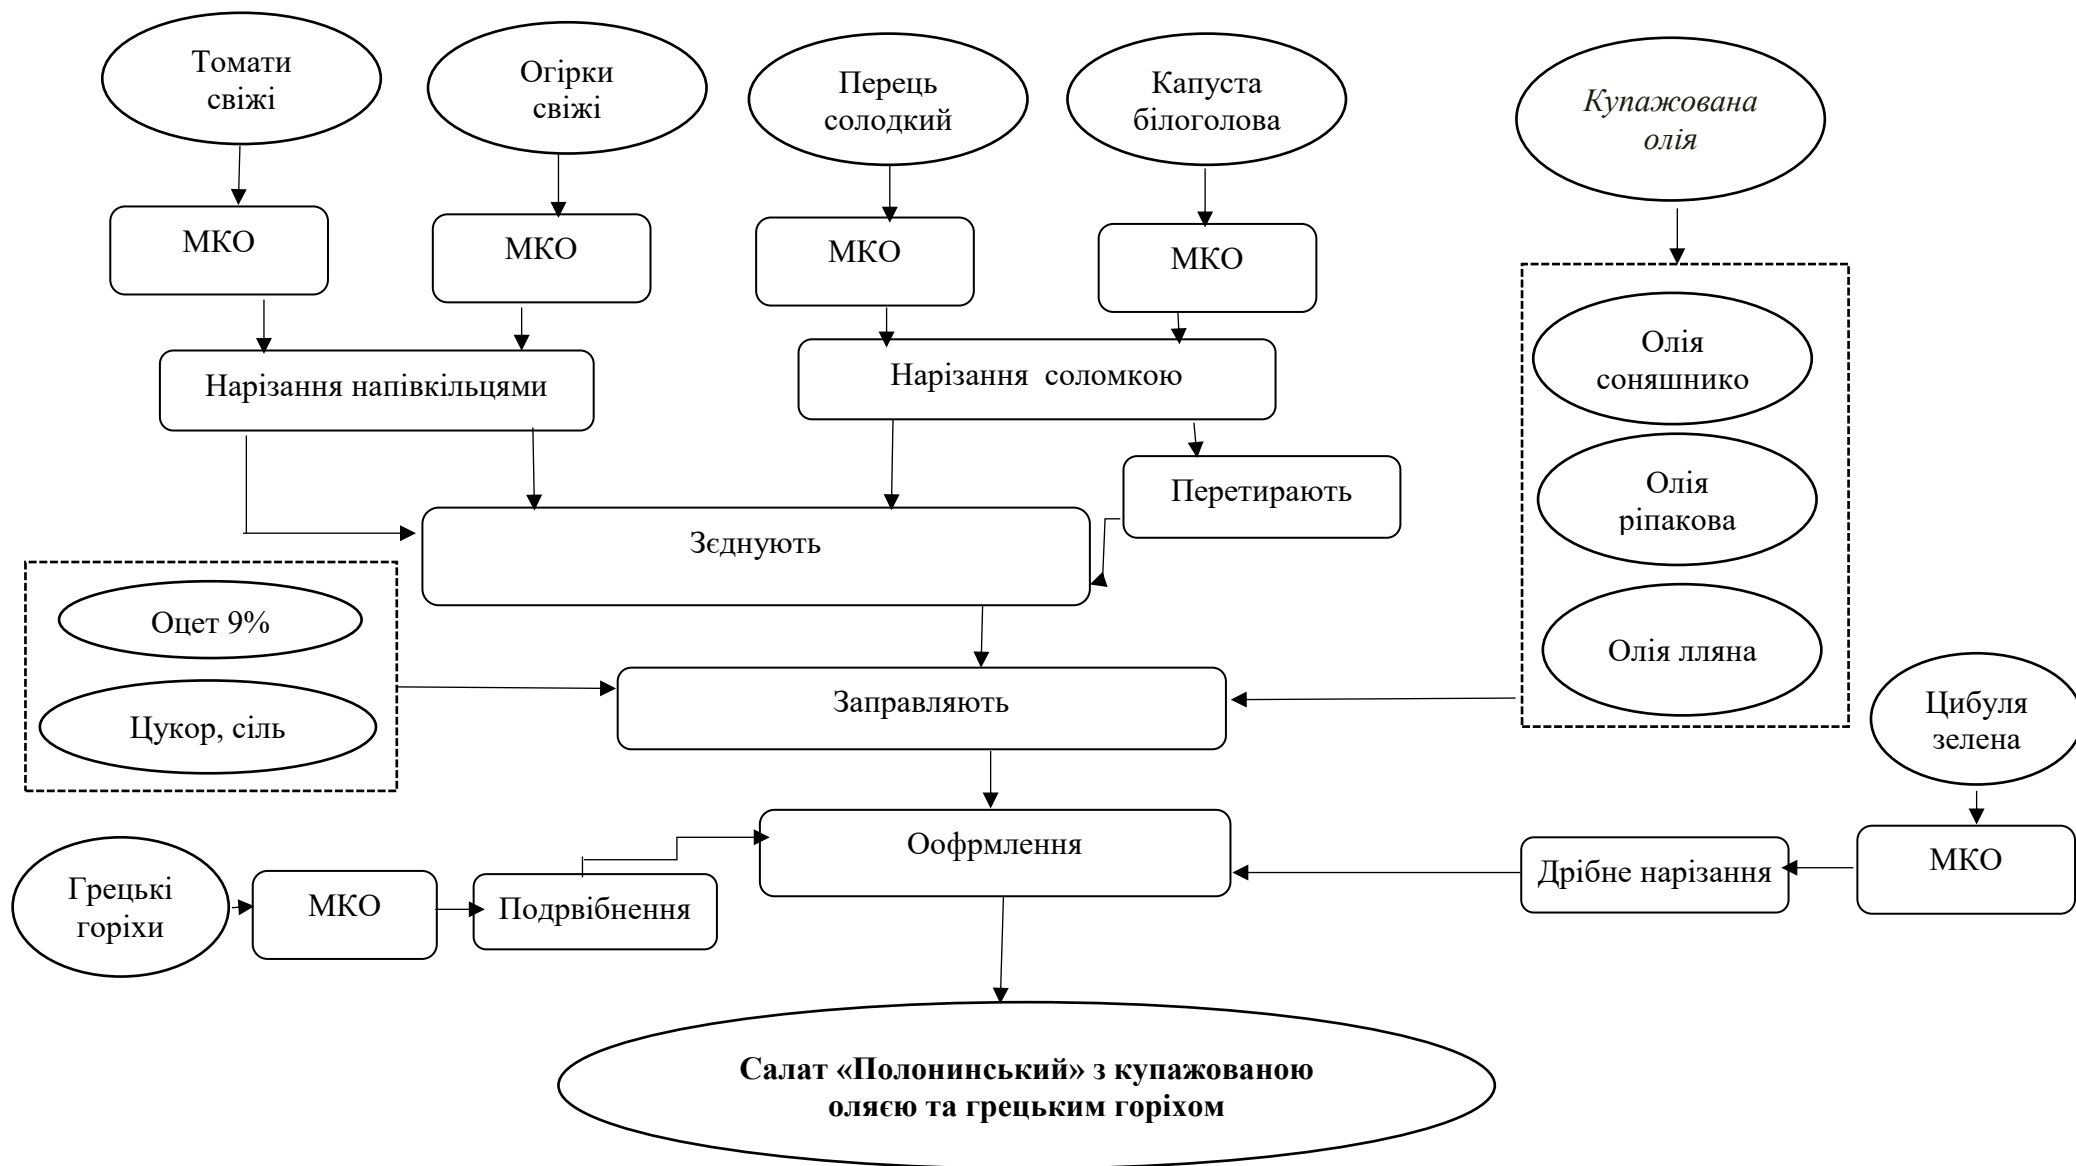 Томати
свіжі
Огірки
свіжі
Перець
солодкий
Капуста
білоголова
Купажована
олія
МКО
МКО
МКО
МКО
Нарізання напівкільцями
Нарізання соломкою
Олія
соняшнико
Олія
ріпакова
Олія лляна
Перетирають
Зєднують
Оцет 9%
Цукор, сіль
Заправляють
Цибуля
зелена
Оофрмлення
Дрібне нарізання
МКО
Грецькі
горіхи
МКО
Подрвібнення
Салат «Полонинський» з купажованою
оляєю та грецьким горіхом